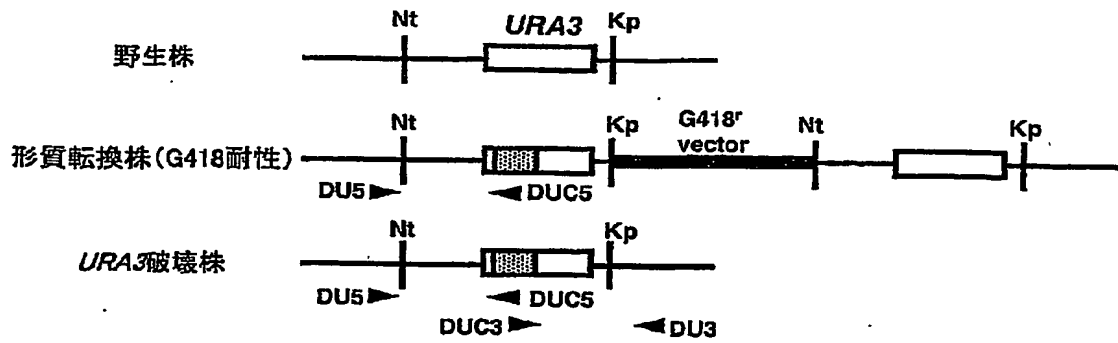 URA3
Nt Kp
野生株
Nt Kp G418r vector Nt Kp
形質転換株(G418耐性)
DU5 DUC5
Nt Kp
URA3破壊株
DU5 DUC5
DUC3 DU3